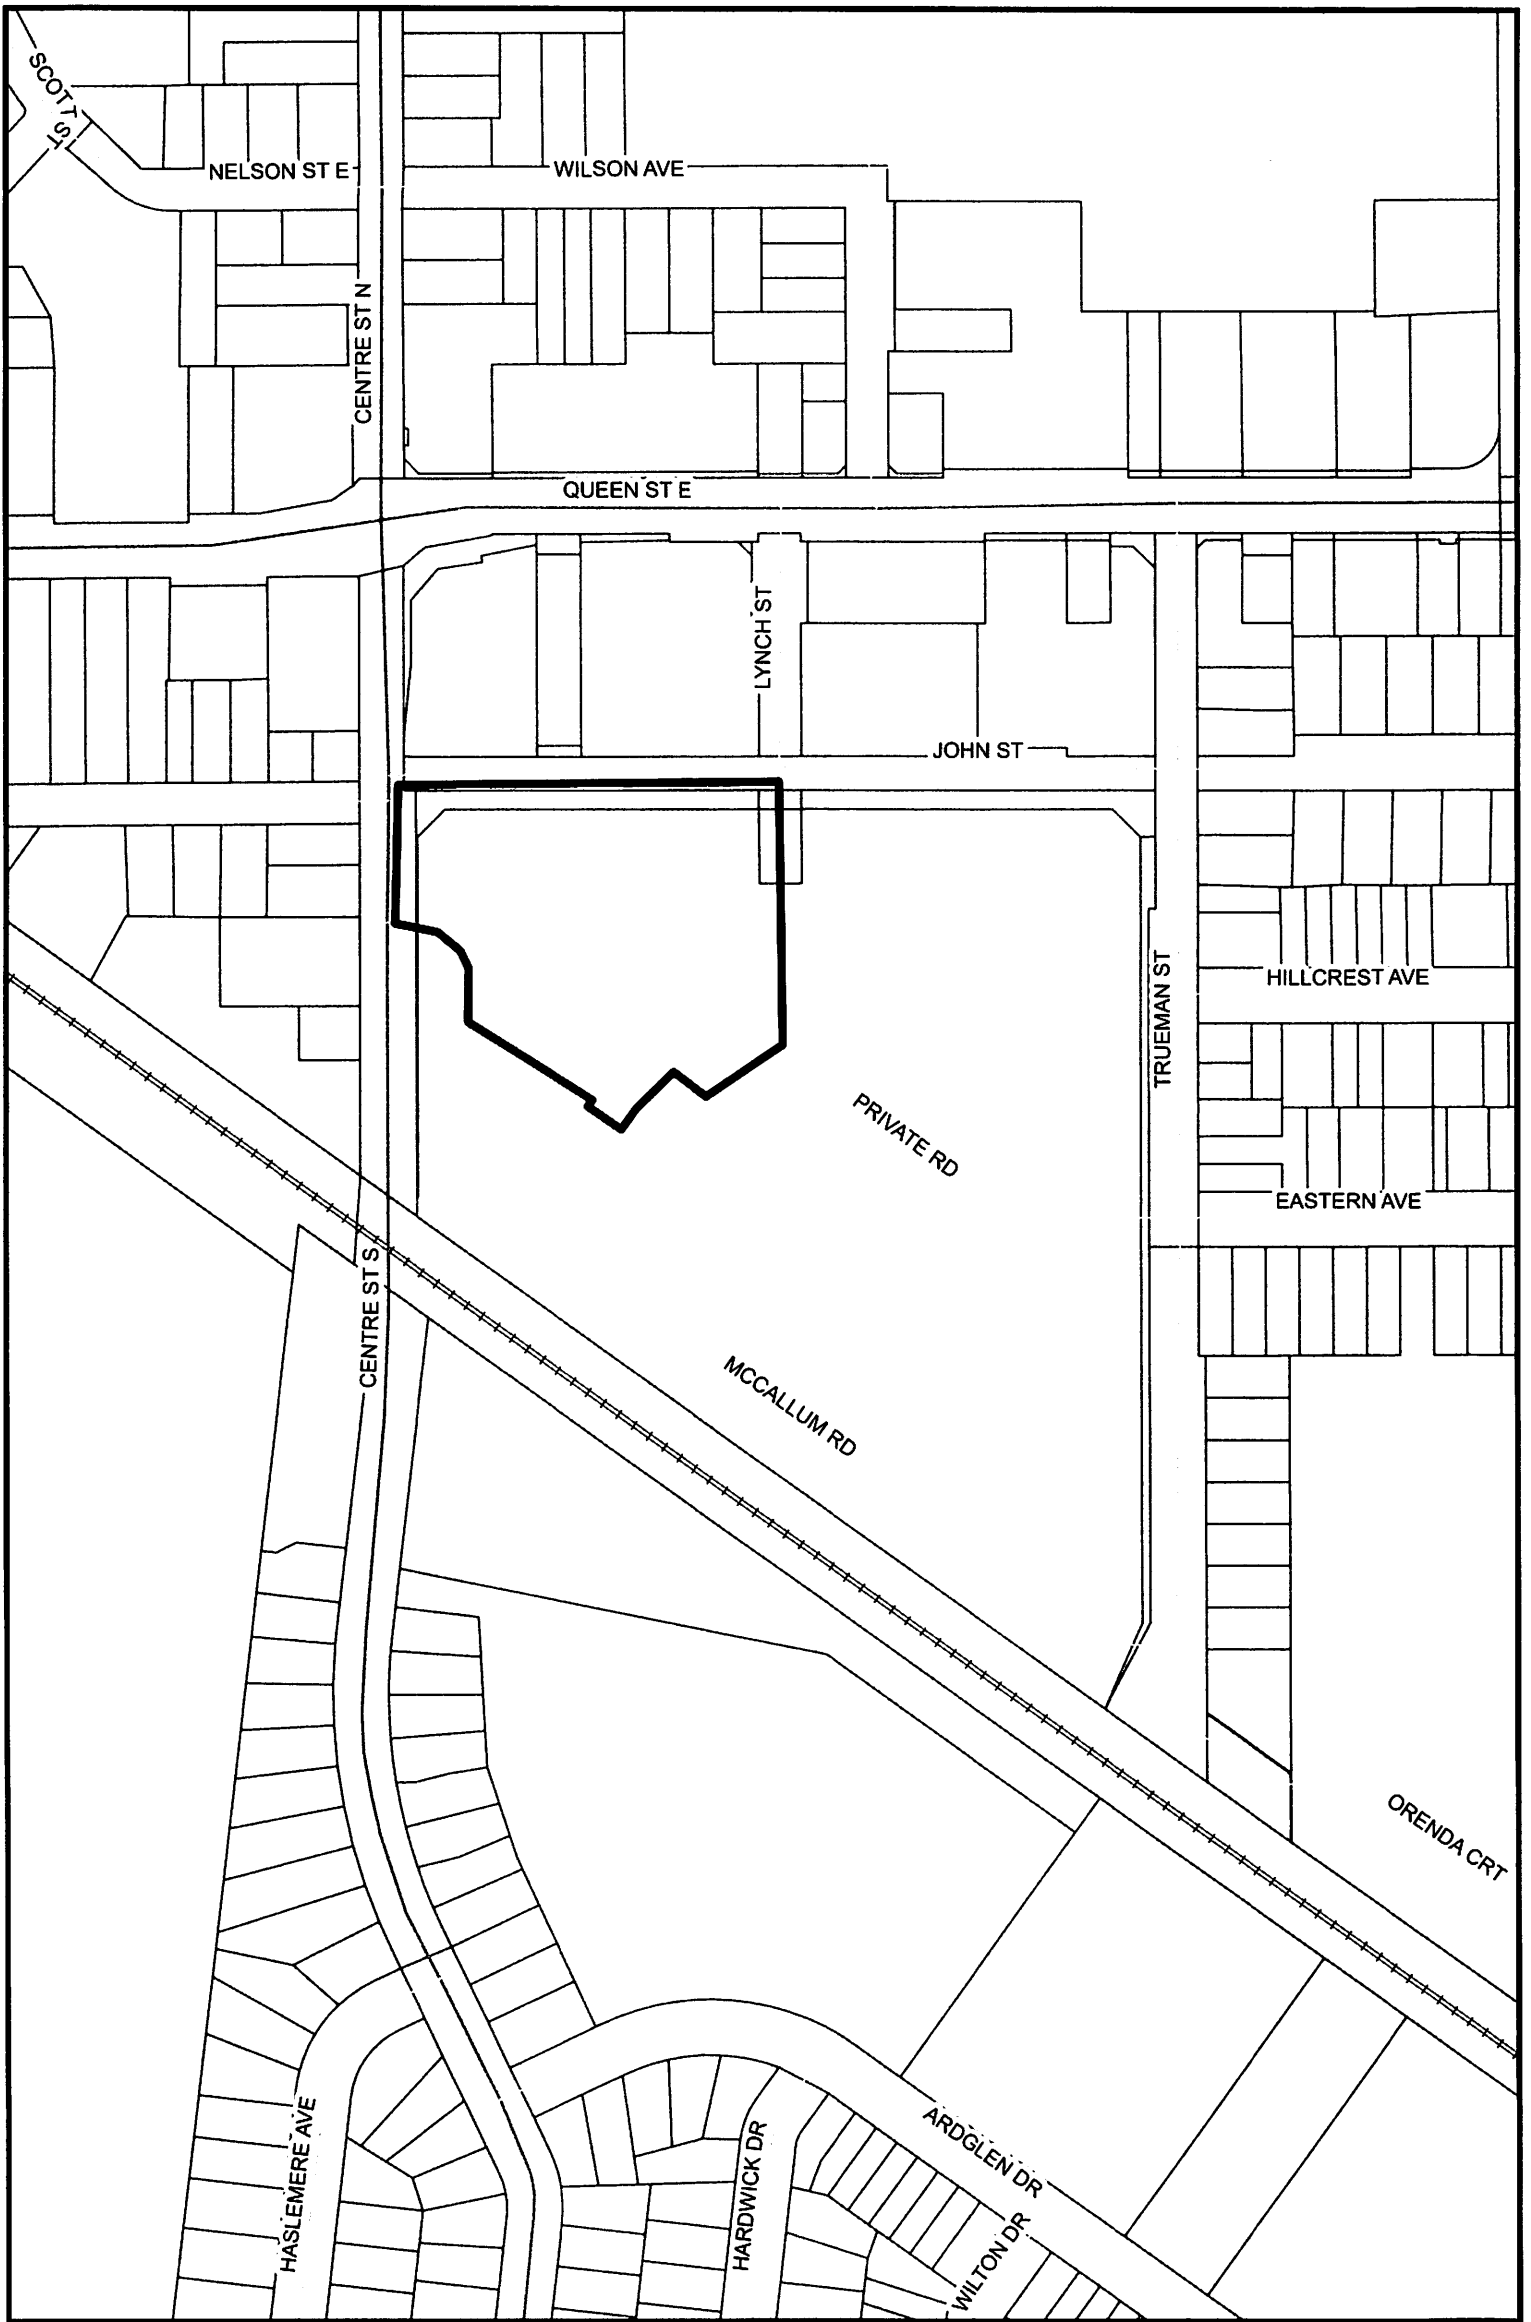 SCOTT ST
NELSON ST E
WILSON AVE
CENTRE ST N
QUEEN ST E
LYNCH ST
JOHN ST
TRUEMAN ST
HILLCREST AVE
PRIVATE RD
EASTERN AVE
CENTRE ST S
MCCALLUM RD
ORENDA CRT
HASLEMERE AVE
HARDWICK DR
ARDGLEN DR
WILTON DR